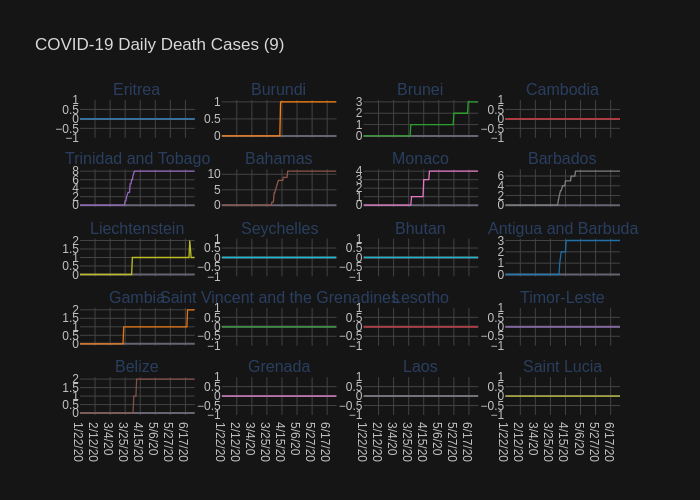 COVID-19 Daily Death Cases (9)
Eritrea Burundi Brunei Cambodia
1 0.5 0 −0.5 −1 1 0.5 0 3 2 1 0 1 0.5 0 −0.5 −1
Trinidad and Tobago Bahamas Monaco Barbados
8 6 4 2 0 10 5 0 4 3 2 1 0 6 4 2 0
Liechtenstein Seychelles Bhutan Antigua and Barbuda
2 1.5 1 0.5 0 1 0.5 0 −0.5 −1 1 0.5 0 −0.5 −1 3 2 1 0
Gambia Saint Vincent and the Grenadines Lesotho Timor-Leste
2 1.5 1 0.5 0 1 0.5 0 −0.5 −1 1 0.5 0 −0.5 −1 1 0.5 0 −0.5 −1
Belize Grenada Laos Saint Lucia
2 1.5 1 0.5 0 1 0.5 0 −0.5 −1 1 0.5 0 −0.5 −1 1 0.5 0 −0.5 −1
1/22/20 2/12/20 3/4/20 3/25/20 4/15/20 5/6/20 5/27/20 6/17/20 1/22/20 2/12/20 3/4/20 3/25/20 4/15/20 5/6/20 5/27/20 6/17/20 1/22/20 2/12/20 3/4/20 3/25/20 4/15/20 5/6/20 5/27/20 6/17/20 1/22/20 2/12/20 3/4/20 3/25/20 4/15/20 5/6/20 5/27/20 6/17/20